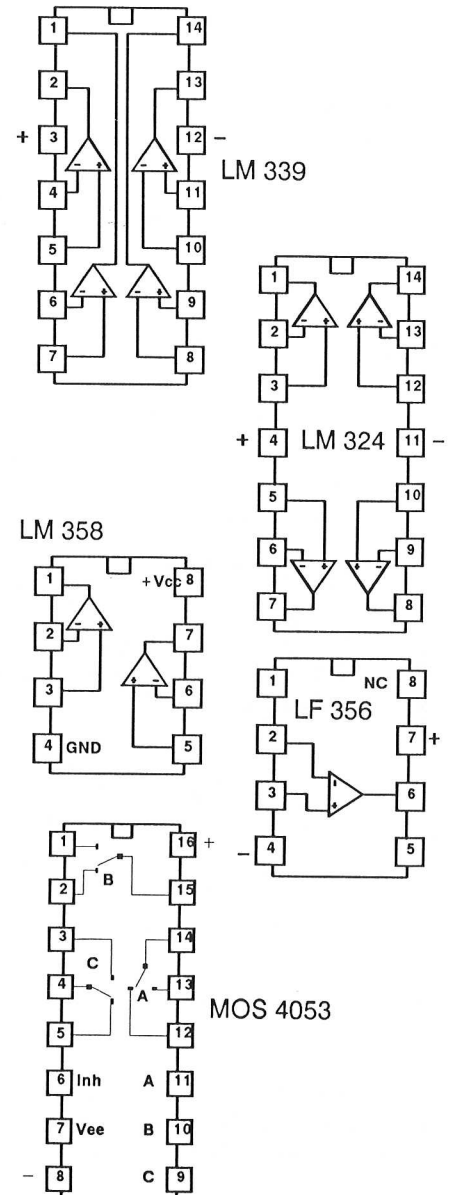 1 14
2 13
+ 3 12 -
- + + -
4 11
LM 339
5 10
- + + -
6 9
7 8
1 14
- + + -
2 13
3 12
+ 4 LM 324 11 -
5 10
6 9
- + + -
7 8
LM 358
1 +Vcc 8
- +
2 7
+ -
3 6
4 GND 5
1 NC 8
LF 356
2 7 +
-
+
3 6
- 4 5
1 16 +
B
2 15
3 14
C
4 A 13
MOS 4053
5 12
6 Inh A 11
7 Vee B 10
- 8 C 9